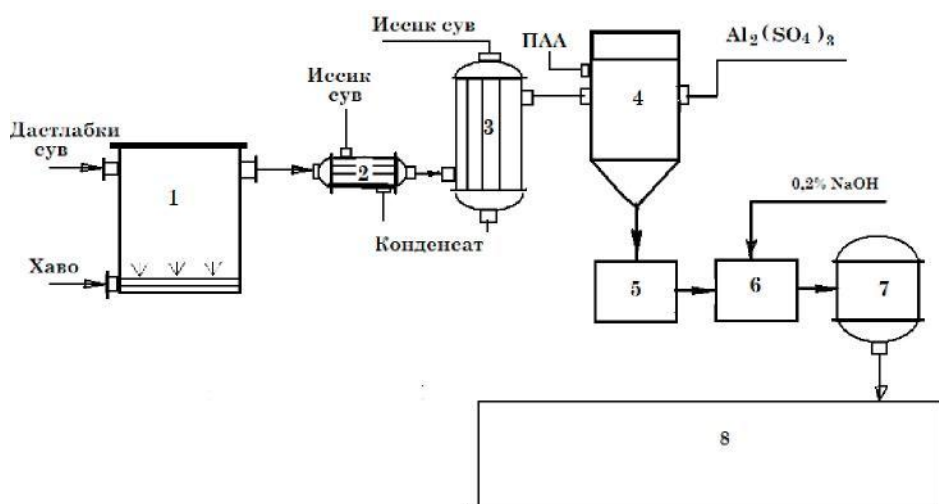 Иссик сув
ПАА
Al₂(SO₄)₃
Иссик
сув
Дастлабки
сув
1
2
3
4
Хаво
Конденсат
0,2% NaOH
5
6
7
8